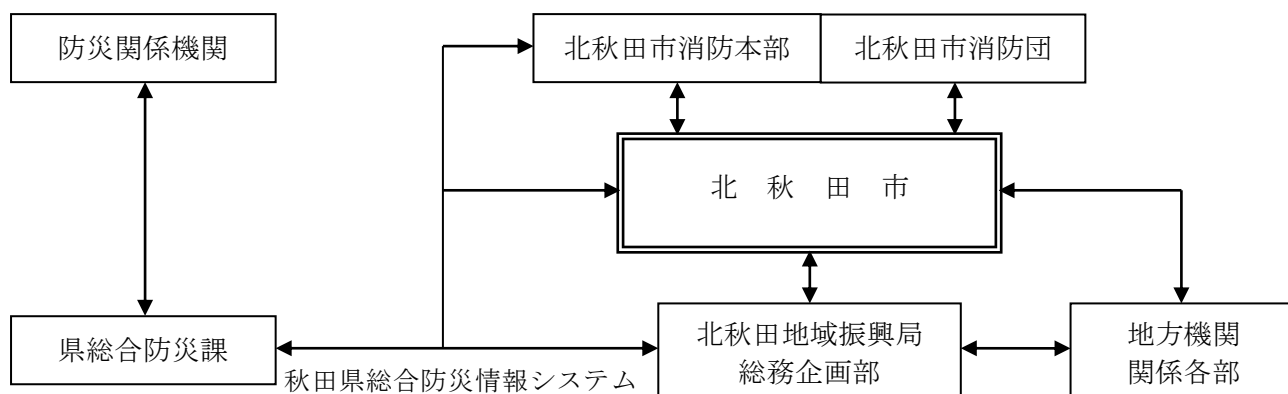 防災関係機関
北秋田市消防本部
北秋田市消防団
北　秋　田　市
県総合防災課
秋田県総合防災情報システム
北秋田地域振興局
総務企画部
地方機関
関係各部